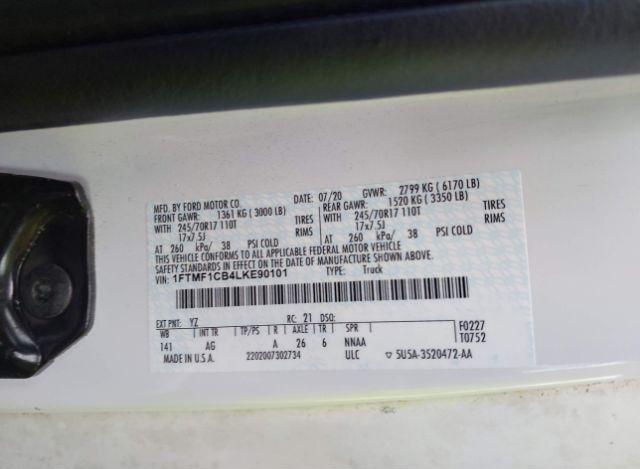 MFD. BY FORD MOTOR CO. DATE: 07/20 GVWR: 2799 KG ( 6170 LB)
FRONT GAWR: 1361 KG ( 3000 LB) REAR GAWR: 1520 KG ( 3350 LB)
WITH 245/70R17 110T TIRES WITH 245/70R17 110T TIRES
17x7.5J RIMS 17x7.5J RIMS
AT 260 kPa/ 38 PSI COLD AT 260 kPa/ 38 PSI COLD
THIS VEHICLE CONFORMS TO ALL APPLICABLE FEDERAL MOTOR VEHICLE
SAFETY STANDARDS IN EFFECT ON THE DATE OF MANUFACTURE SHOWN ABOVE.
VIN: 1FTMF1CB4LKE90101 TYPE: Truck
EXT PNT: YZ RC: 21 DSO: F0227
WB INT TR TP/PS R AXLE TR SPR T0752
141 AG A 26 6 NNAA
MADE IN U.S.A. 2202007302734 ULC 5U5A-3S20472-AA